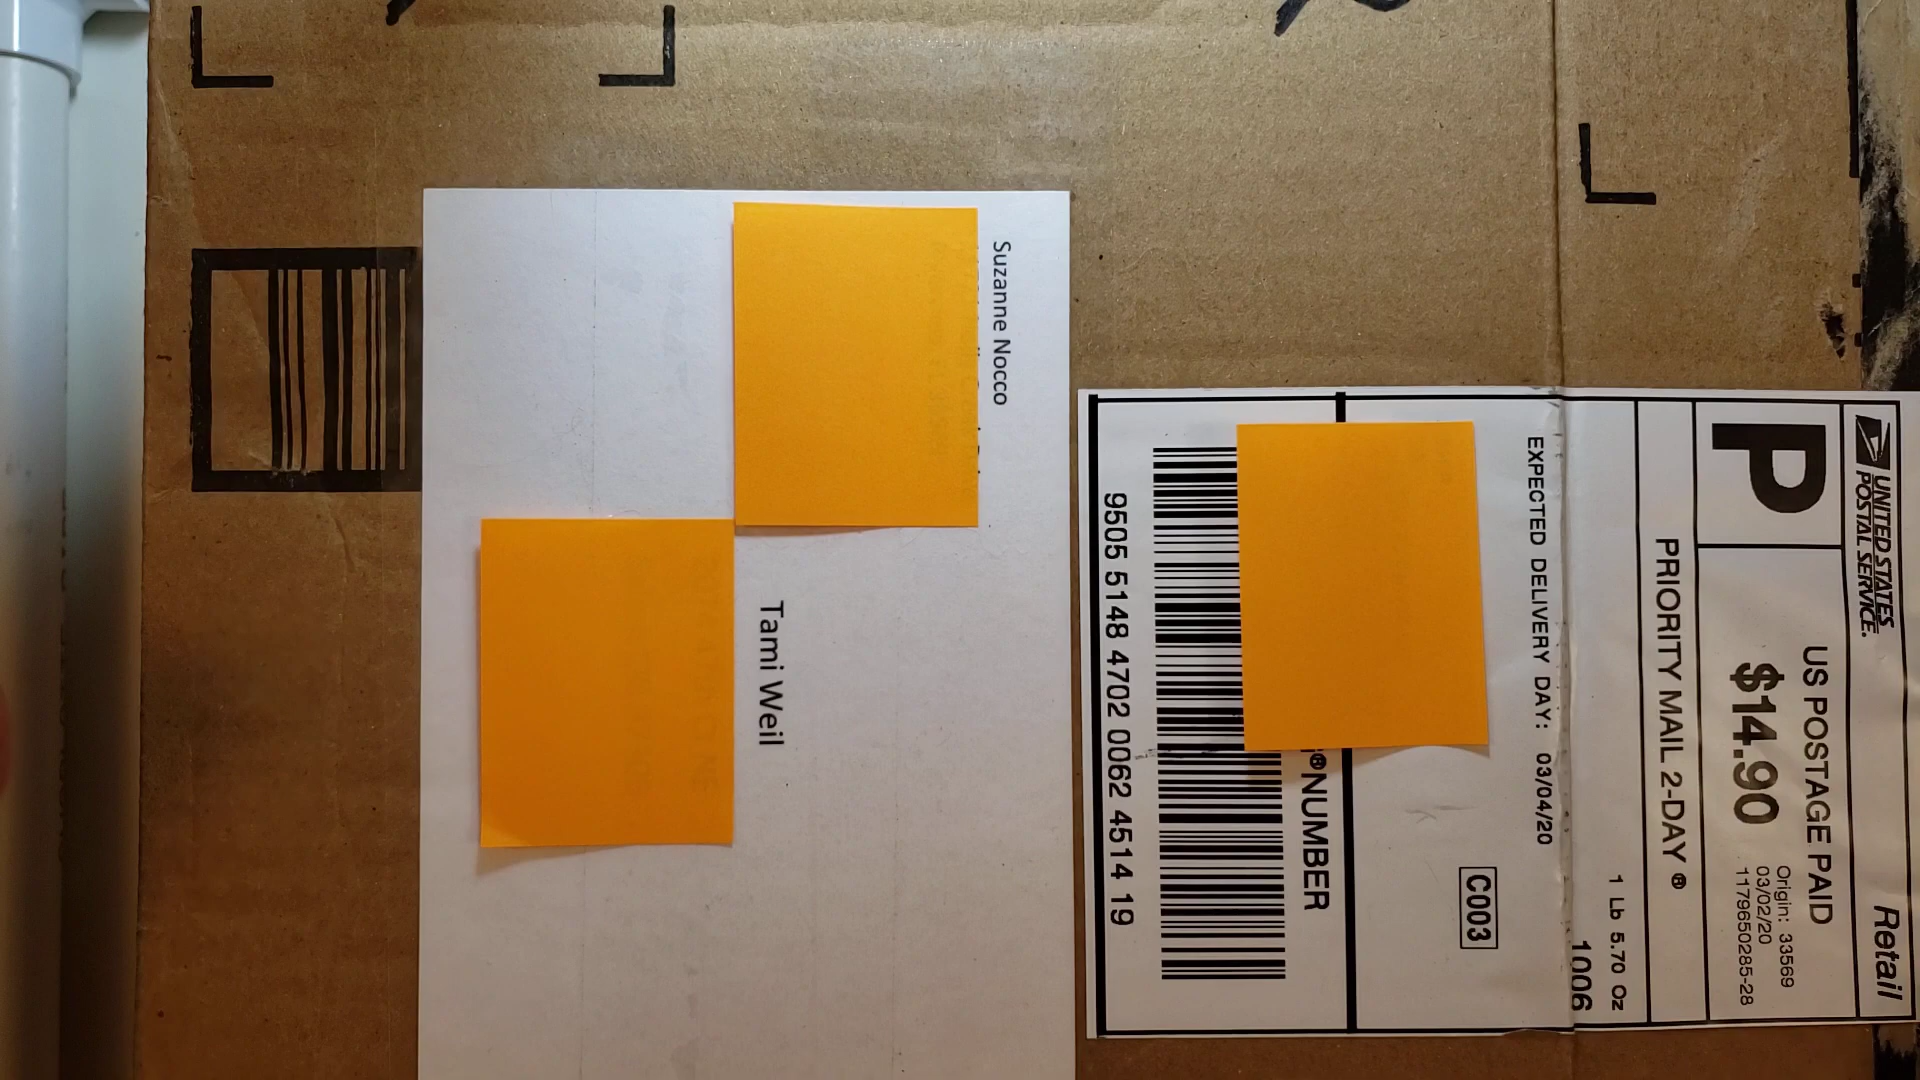 Suzanne Nocco
Tami Weil
UNITED STATES
POSTAL SERVICE.
Retail
P
US POSTAGE PAID
$14.90
Origin: 33569
03/02/20
1179650285-28
PRIORITY MAIL 2-DAY ®
1 Lb 5.70 Oz
1006
EXPECTED DELIVERY DAY: 03/04/20
C003
®NUMBER
9505 5148 4702 0062 4514 19